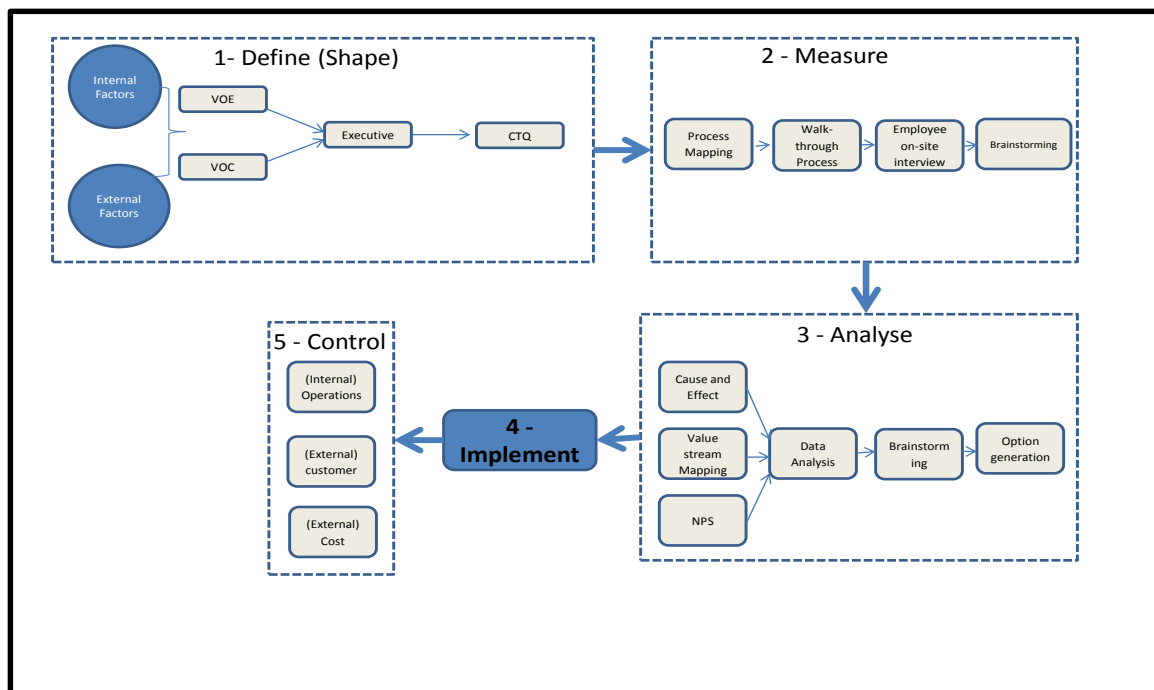 1- Define (Shape)
Internal
Factors
External
Factors
VOE
VOC
Executive
CTQ
2 - Measure
Process
Mapping
Walk-
through
Process
Employee
on-site
interview
Brainstorming
3 - Analyse
Cause and
Effect
Value
stream
Mapping
NPS
Data
Analysis
Brainstorm
ing
Option
generation
4 -
Implement
5 - Control
(Internal)
Operations
(External)
customer
(External)
Cost